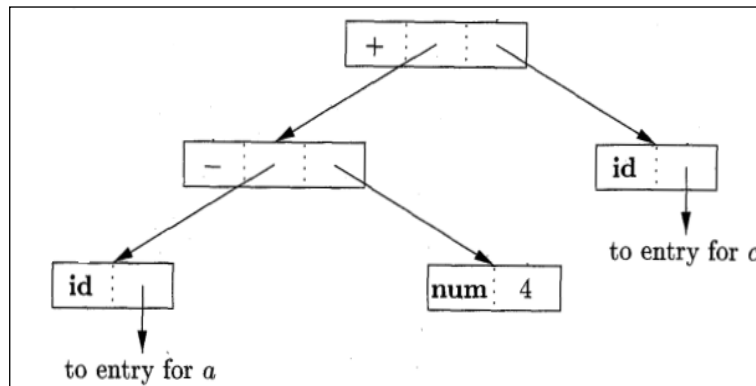 +
−
id
to entry for c
id
num 4
to entry for a